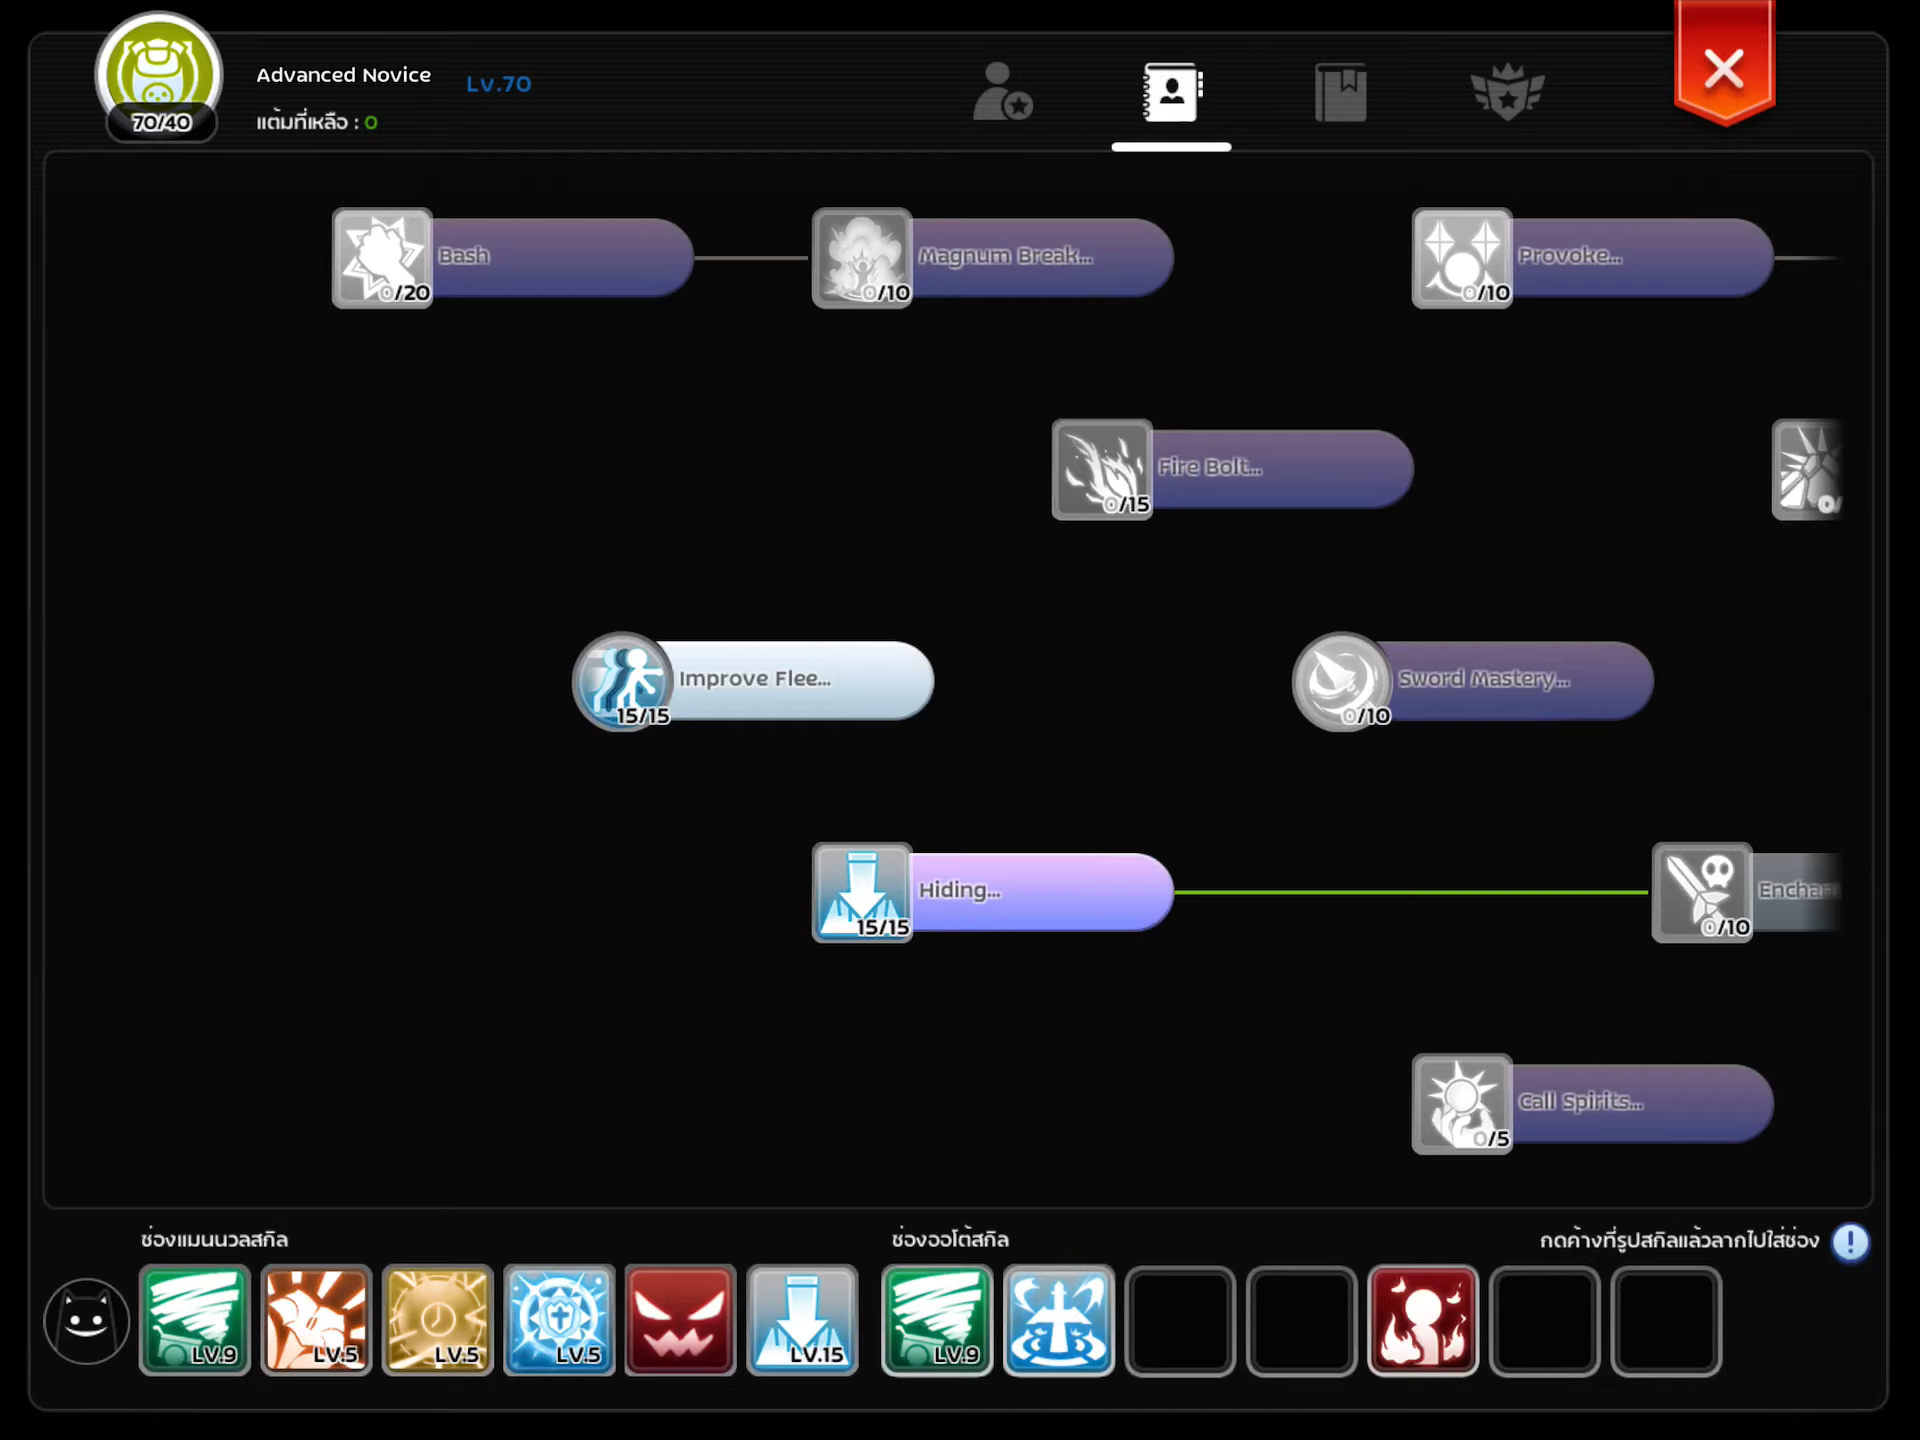 Advanced Novice
Lv.70
70/40
แต้มที่เหลือ : 0
Bash
0/20
Magnum Break...
0/10
Provoke...
0/10
Fire Bolt...
0/15
0/
Improve Flee...
15/15
Sword Mastery...
0/10
Hiding...
15/15
Enchan
0/10
Call Spirits...
0/5
ช่องแมนนวลสกิล
ช่องออโต้สกิล
กดค้างที่รูปสกิลแล้วลากไปใส่ช่อง
LV.9
LV.5
LV.5
LV.5
LV.15
LV.9